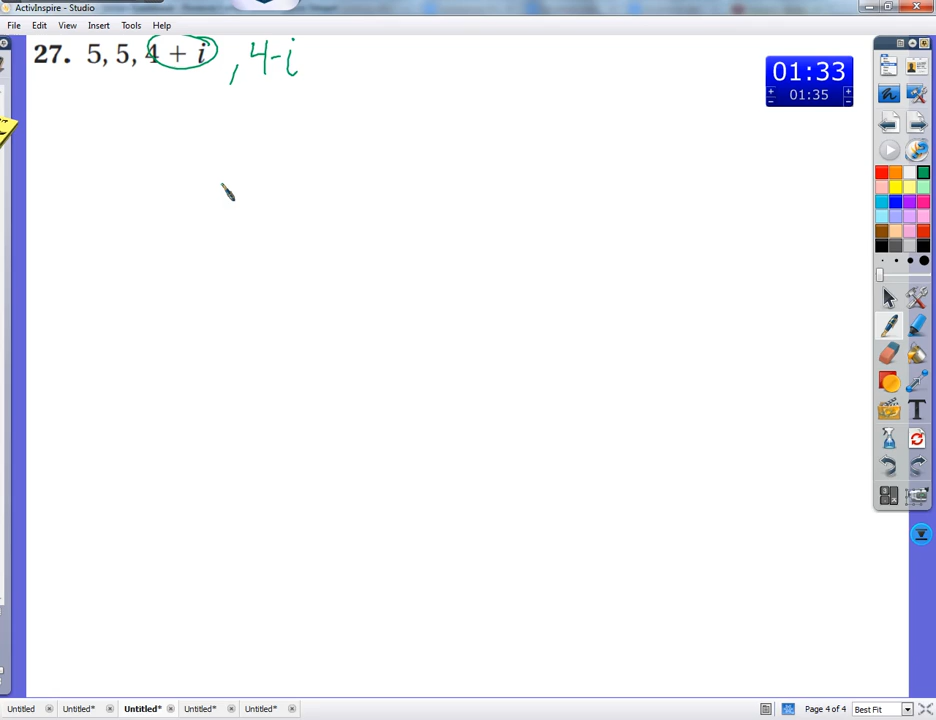 ActivInspire - Studio
File Edit View Insert Tools Help
27. 5, 5, 4 + i , 4-i
01:33
01:35
Untitled Untitled* Untitled* Untitled* Untitled* Page 4 of 4 Best Fit